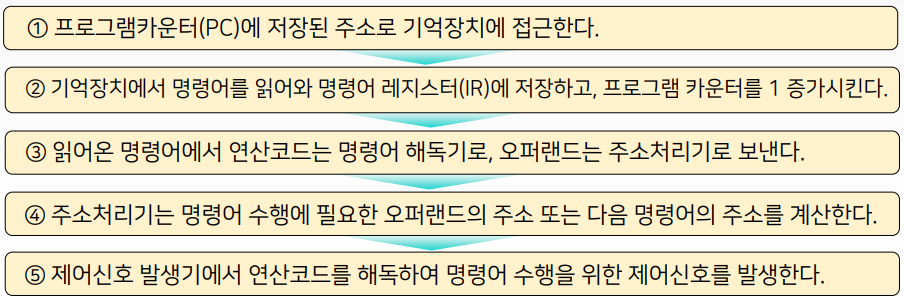 ① 프로그램카운터(PC)에 저장된 주소로 기억장치에 접근한다.
② 기억장치에서 명령어를 읽어와 명령어 레지스터(IR)에 저장하고, 프로그램 카운터를 1 증가시킨다.
③ 읽어온 명령어에서 연산코드는 명령어 해독기로, 오퍼랜드는 주소처리기로 보낸다.
④ 주소처리기는 명령어 수행에 필요한 오퍼랜드의 주소 또는 다음 명령어의 주소를 계산한다.
⑤ 제어신호 발생기에서 연산코드를 해독하여 명령어 수행을 위한 제어신호를 발생한다.